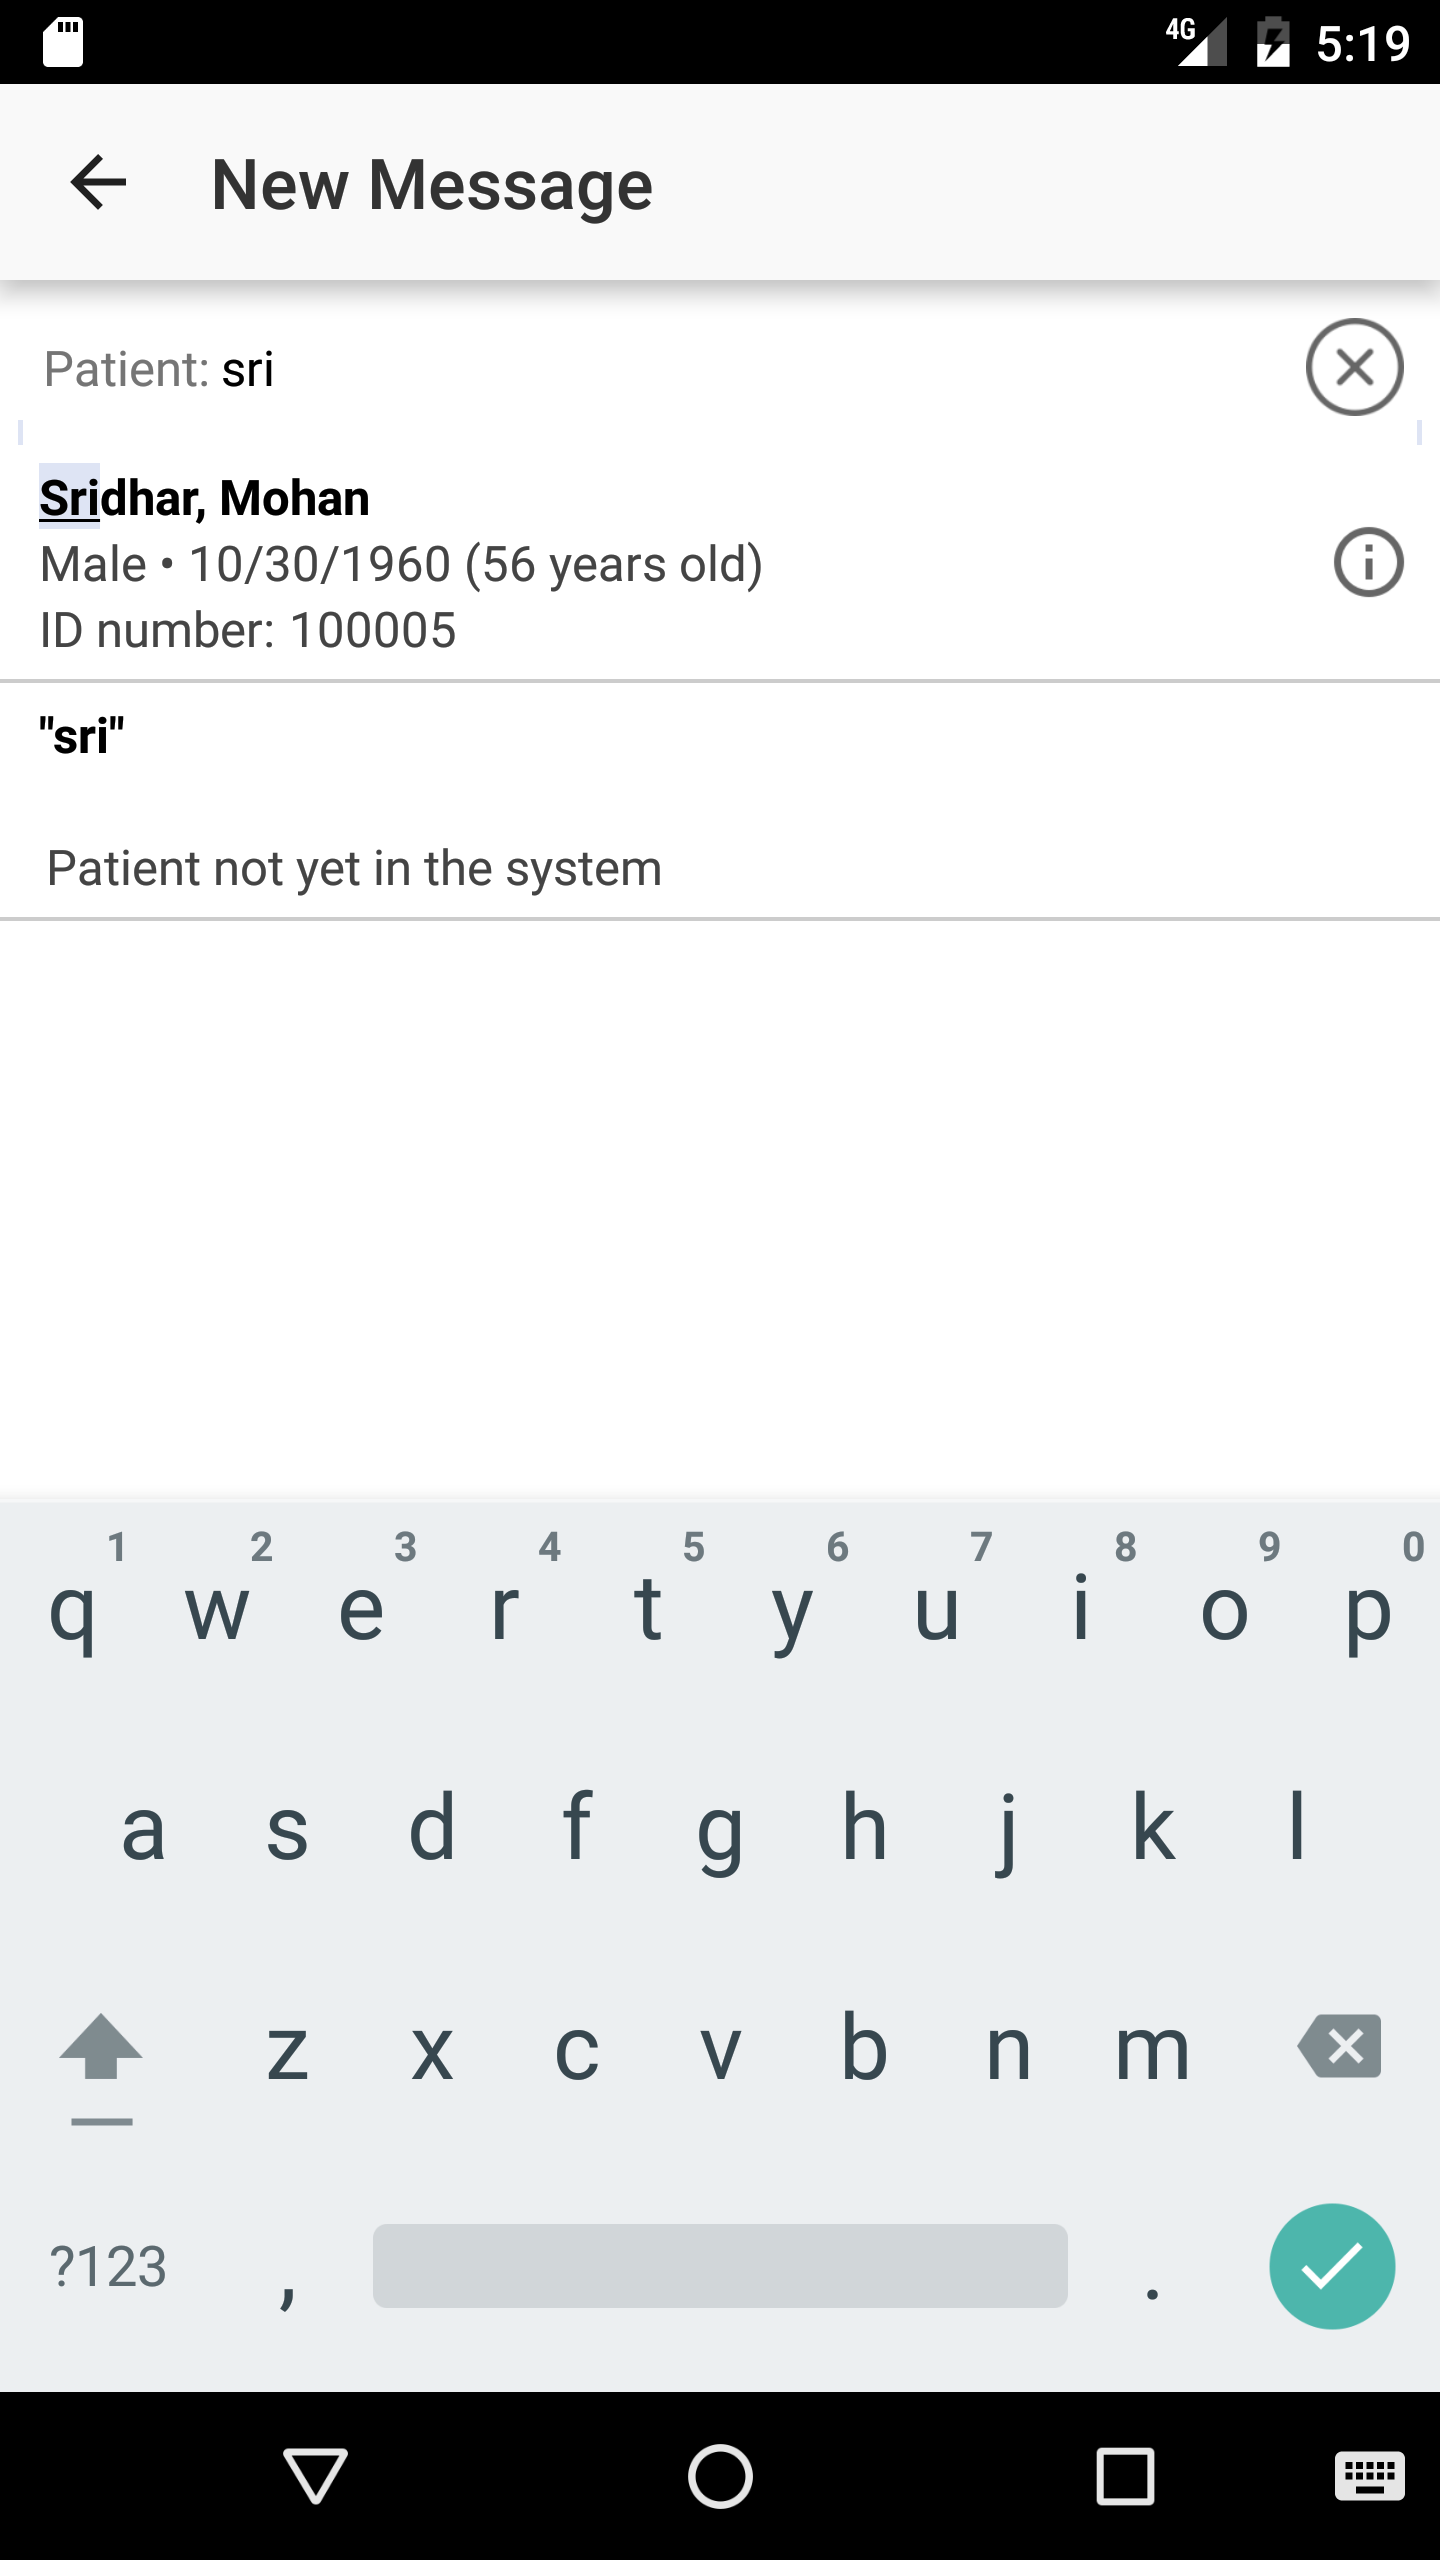 4G 5:19
New Message
Patient: sri
Sridhar, Mohan
Male • 10/30/1960 (56 years old)
ID number: 100005
"sri"
Patient not yet in the system
1 2 3 4 5 6 7 8 9 0
q w e r t y u i o p
a s d f g h j k l
z x c v b n m
?123 , .